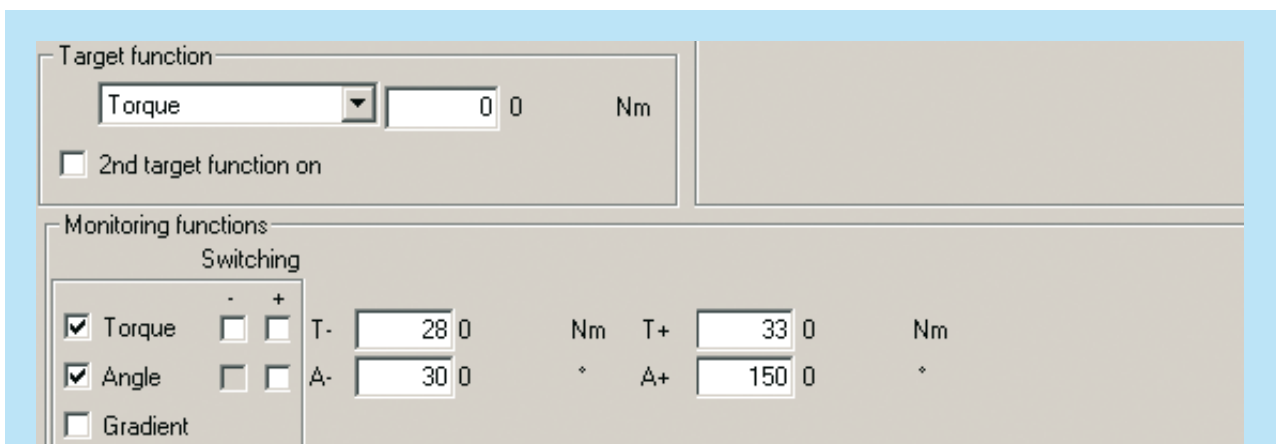 Target function
Torque 0 0 Nm
2nd target function on
Monitoring functions
Switching
- +
Torque T- 28 0 Nm T+ 33 0 Nm
Angle A- 30 0 ° A+ 150 0 °
Gradient